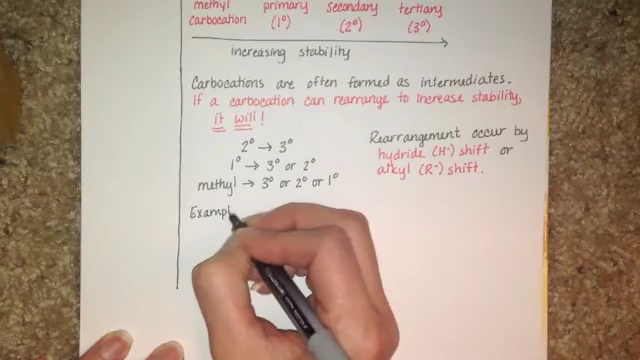 methyl primary secondary tertiary
carbocation (1°) (2°) (3°)
increasing stability
Carbocations are often formed as intermediates.
If a carbocation can rearrange to increase stability,
it will!
2° → 3°
1° → 3° or 2°
methyl → 3° or 2° or 1°
Rearrangement occur by
hydride (H⁻) shift or
alkyl (R⁻) shift.
Exampl